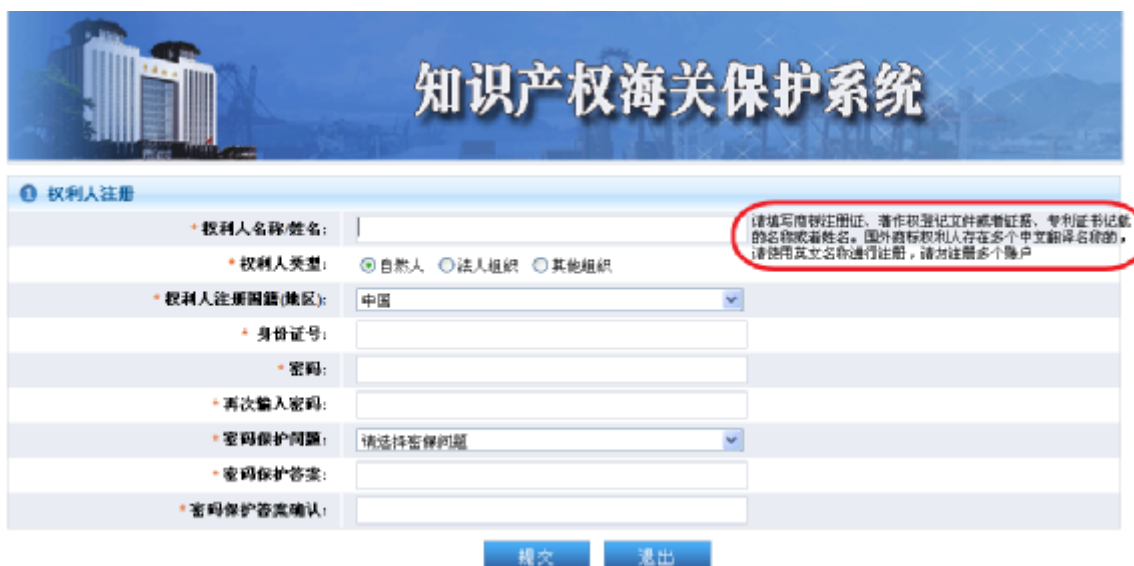 知识产权海关保护系统
1 权利人注册
*权利人名称/姓名：
请填写商标注册证、著作权登记文件或者证据、专利证书记载
的名称或者姓名。国外商标权利人存在多个中文翻译名称的，
请使用英文名称进行注册，请勿注册多个账户
*权利人类型： 自然人 法人组织 其他组织
*权利人注册国籍(地区)： 中国
* 身份证号：
*密码：
*再次输入密码：
*密码保护问题： 请选择密保问题
*密码保护答案：
*密码保护答案确认：
提交 退出